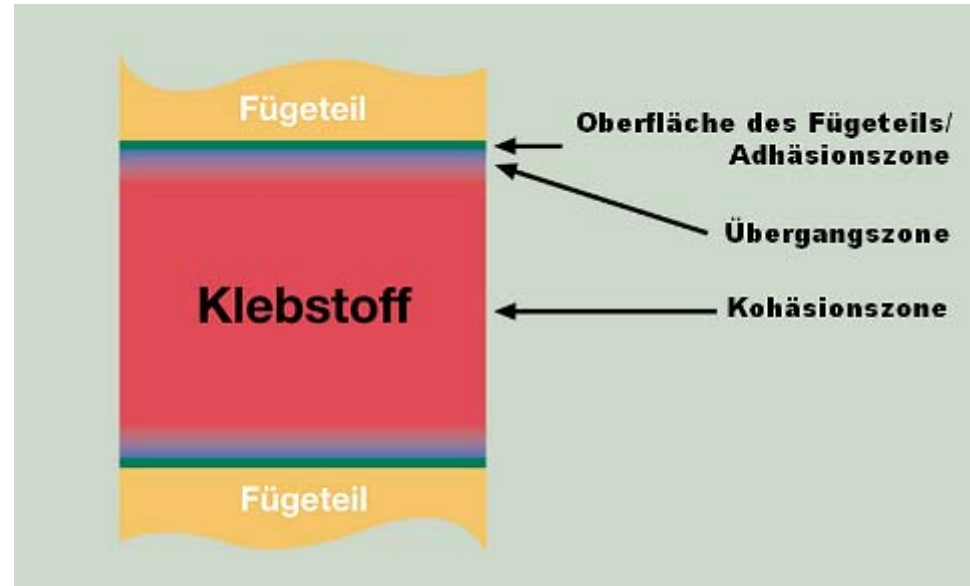 Fügeteil
Oberfläche des Fügeteils/
Adhäsionszone
Übergangszone
Klebstoff
Kohäsionszone
Fügeteil